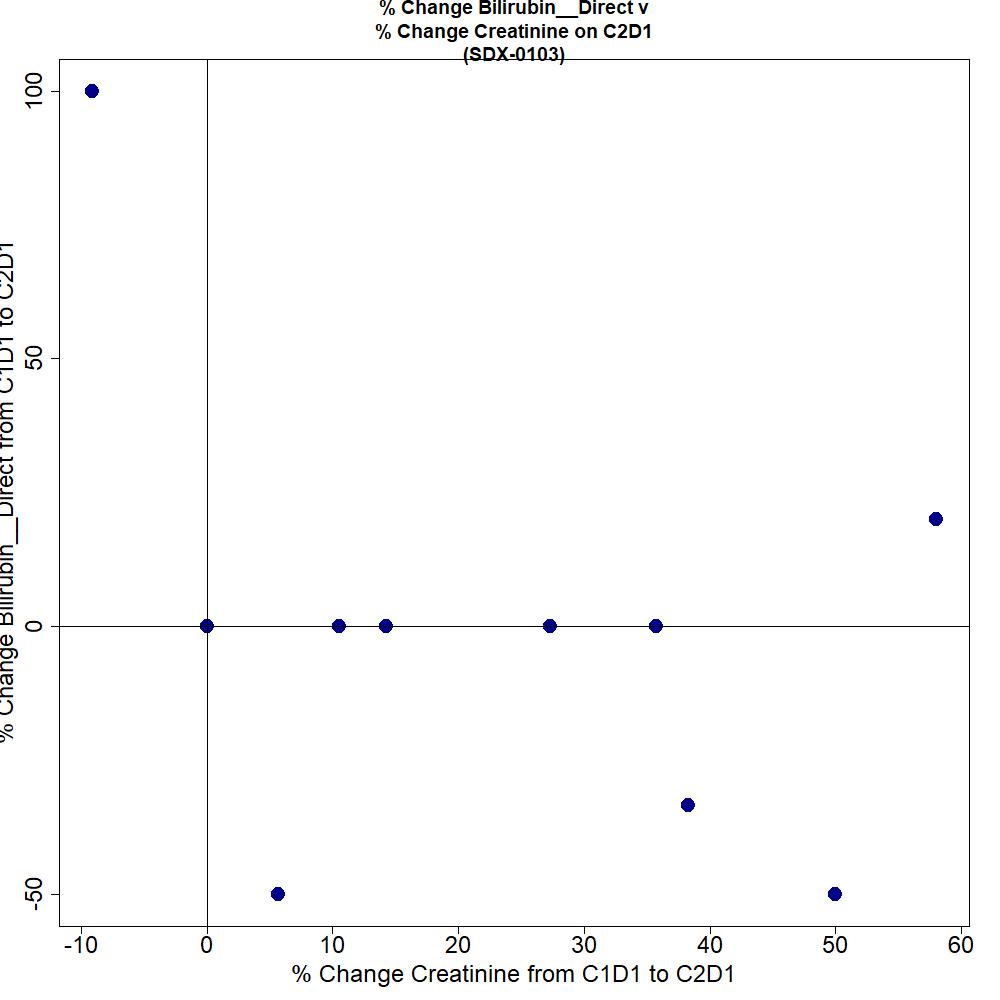 % Change Bilirubin__Direct v
% Change Creatinine on C2D1
(SDX-0103)
% Change Bilirubin__Direct from C1D1 to C2D1
100
50
0
-50
-10 0 10 20 30 40 50 60
% Change Creatinine from C1D1 to C2D1